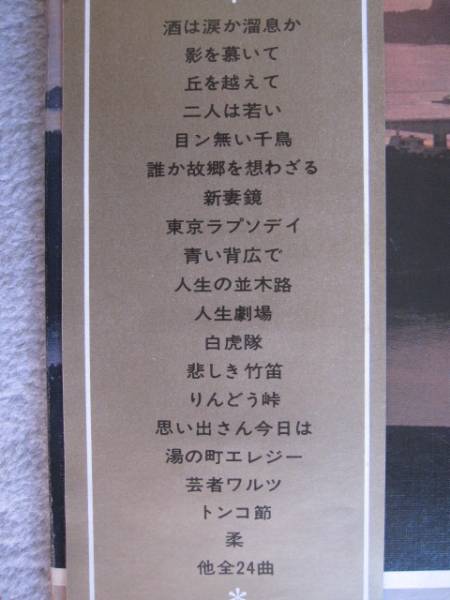 酒は涙か溜息か
影を慕いて
丘を越えて
二人は若い
目ン無い千鳥
誰か故郷を想わざる
新妻鏡
東京ラプソデイ
青い背広で
人生の並木路
人生劇場
白虎隊
悲しき竹笛
りんどう峠
思い出さん今日は
湯の町エレジー
芸者ワルツ
トンコ節
柔
他全24曲